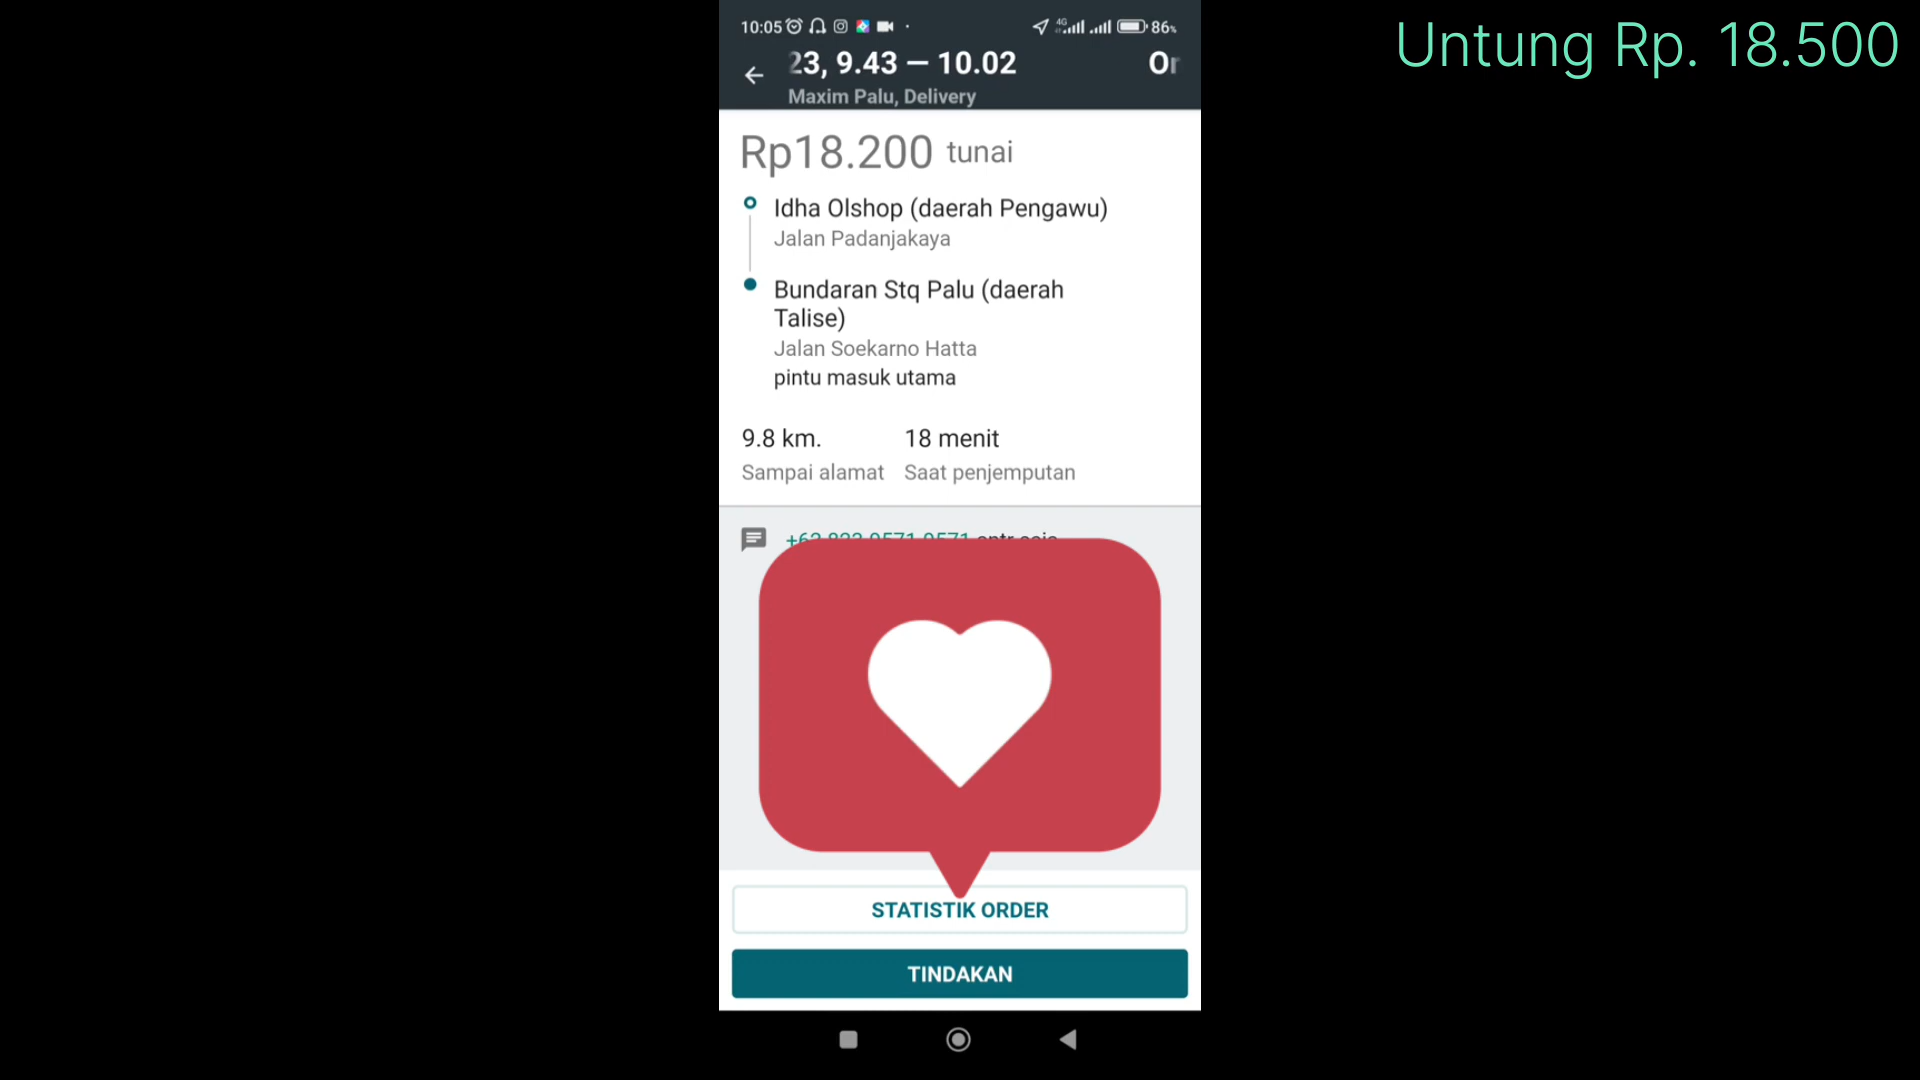 Untung Rp. 18.500
10:05 4G 86%
23, 9.43 — 10.02
Maxim Palu, Delivery
Rp18.200 tunai
Idha Olshop (daerah Pengawu)
Jalan Padanjakaya
Bundaran Stq Palu (daerah
Talise)
Jalan Soekarno Hatta
pintu masuk utama
9.8 km. 18 menit
Sampai alamat Saat penjemputan
STATISTIK ORDER
TINDAKAN